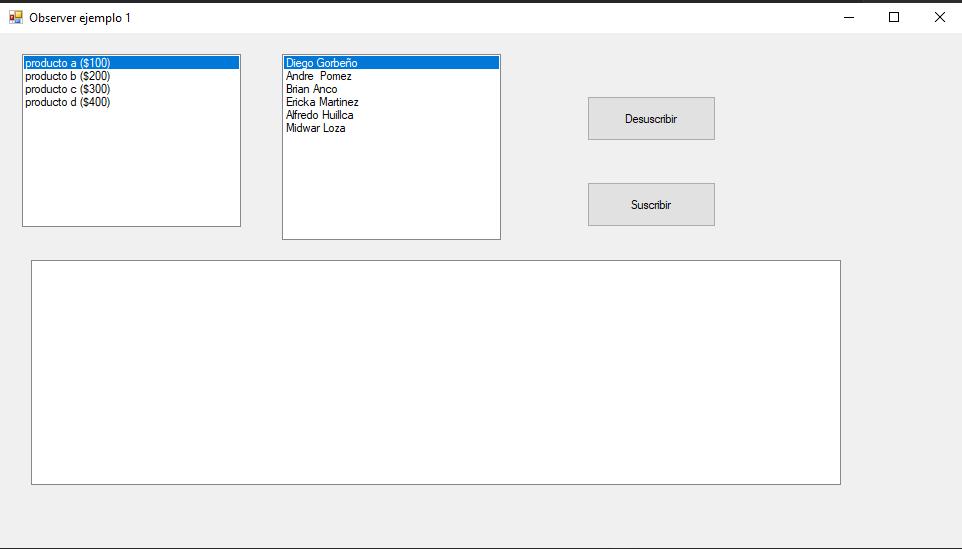 Observer ejemplo 1
producto a ($100)
producto b ($200)
producto c ($300)
producto d ($400)
Diego Gorbeño
Andre  Pomez
Brian Anco
Ericka Martinez
Alfredo Huillca
Midwar Loza
Desuscribir
Suscribir